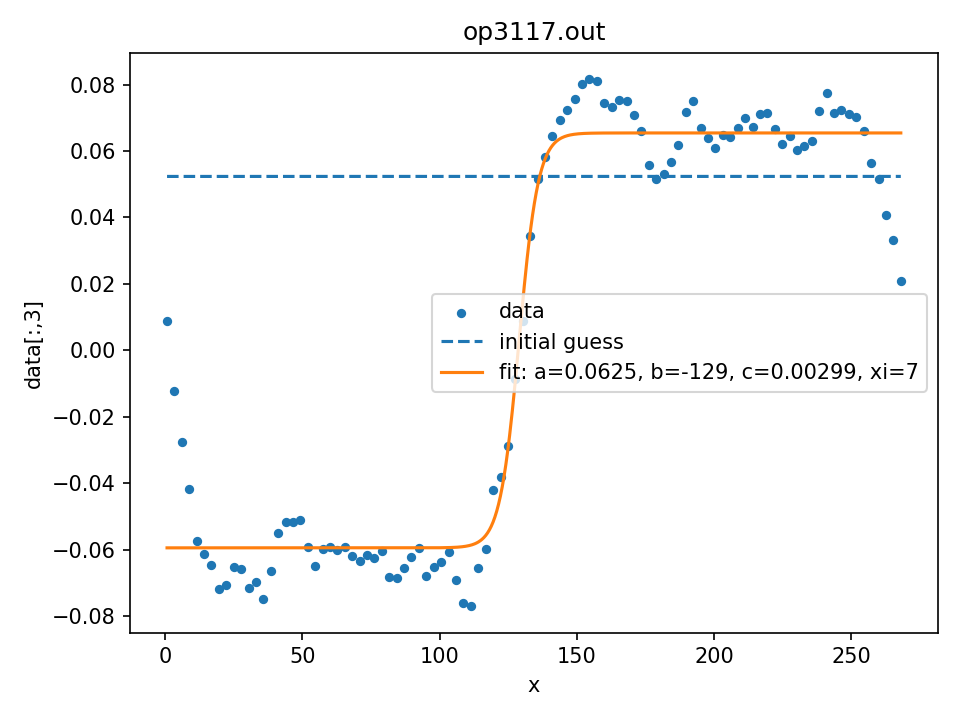 op3117.out
0.08
0.06
0.04
0.02
0.00
−0.02
−0.04
−0.06
−0.08
data[:,3]
data
initial guess
fit: a=0.0625, b=-129, c=0.00299, xi=7
0 50 100 150 200 250
x